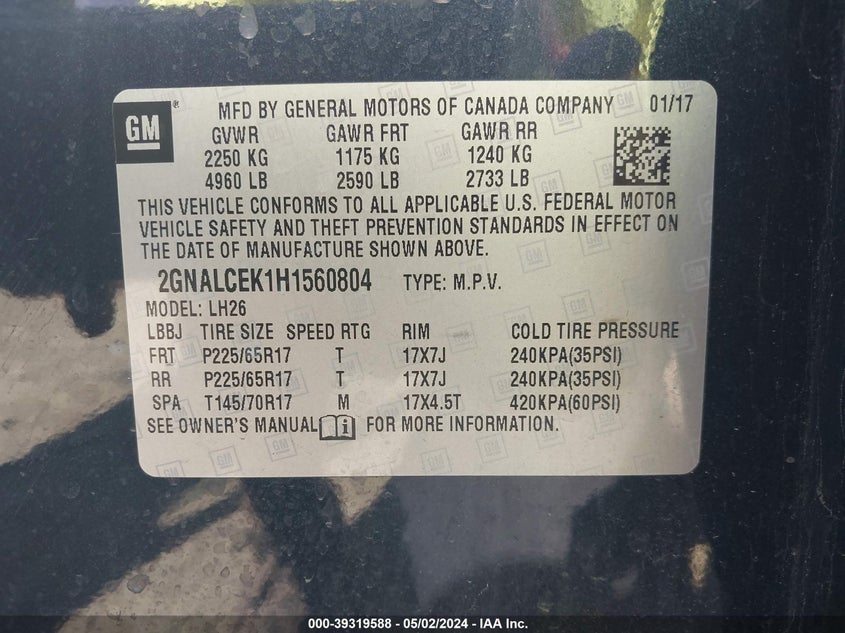 GM® MFD BY GENERAL MOTORS OF CANADA COMPANY 01/17
GVWR GAWR FRT GAWR RR
2250 KG 1175 KG 1240 KG
4960 LB 2590 LB 2733 LB
THIS VEHICLE CONFORMS TO ALL APPLICABLE U.S. FEDERAL MOTOR
VEHICLE SAFETY AND THEFT PREVENTION STANDARDS IN EFFECT ON
THE DATE OF MANUFACTURE SHOWN ABOVE.
2GNALCEK1H1560804 TYPE: M.P.V.
MODEL: LH26
LBBJ TIRE SIZE SPEED RTG RIM COLD TIRE PRESSURE
FRT P225/65R17 T 17X7J 240KPA(35PSI)
RR P225/65R17 T 17X7J 240KPA(35PSI)
SPA T145/70R17 M 17X4.5T 420KPA(60PSI)
SEE OWNER'S MANUAL i FOR MORE INFORMATION.
000-39319588 - 05/02/2024 - IAA Inc.